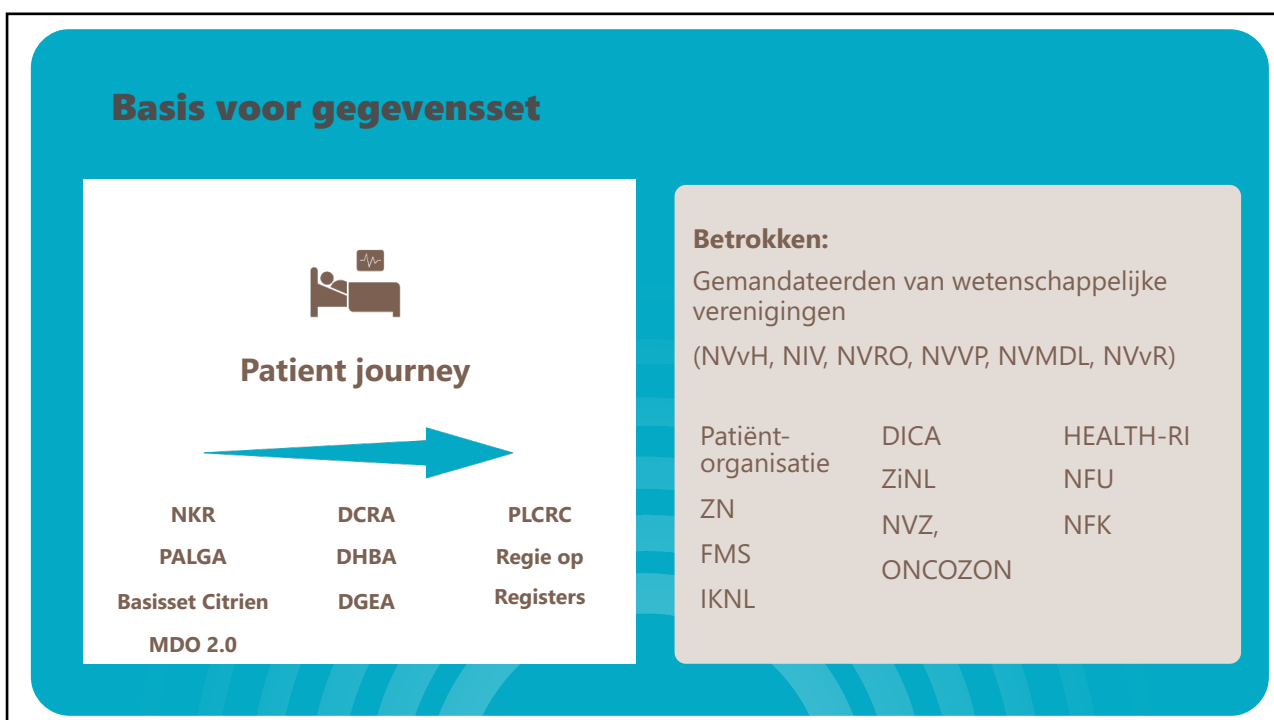 Basis voor gegevensset
Patient journey
NKR
PALGA
Basisset Citrien
MDO 2.0
DCRA
DHBA
DGEA
PLCRC
Regie op
Registers
Betrokken:
Gemandateerden van wetenschappelijke
verenigingen
(NVvH, NIV, NVRO, NVVP, NVMDL, NVvR)
Patiënt-
organisatie
ZN
FMS
IKNL
DICA
ZiNL
NVZ,
ONCOZON
HEALTH-RI
NFU
NFK